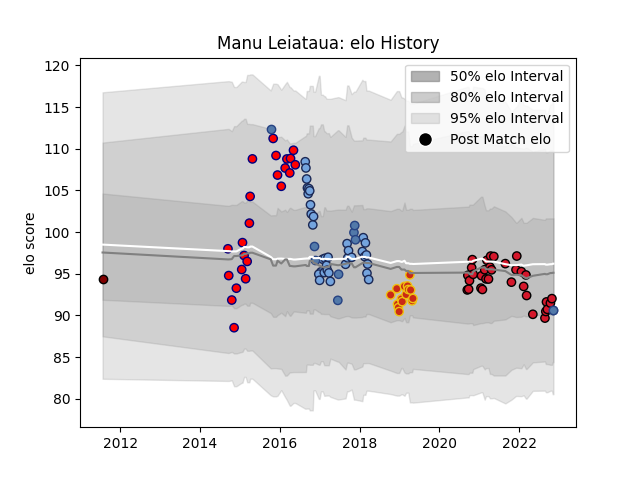 Manu Leiataua: elo History
50% elo Interval
80% elo Interval
95% elo Interval
Post Match elo
elo score
120
115
110
105
100
95
90
85
80
2012 2014 2016 2018 2020 2022